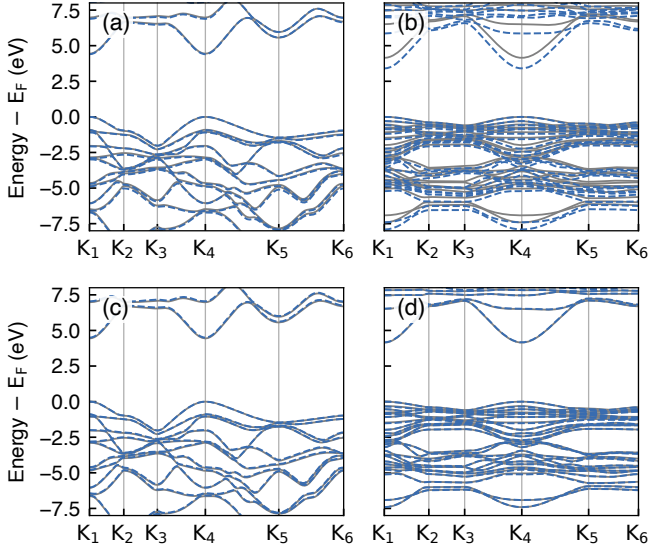 7.5
5.0
2.5
0.0
−2.5
−5.0
−7.5
Energy − E_F (eV)
(a)
K₁ K₂ K₃ K₄ K₅ K₆
(b)
K₁ K₂ K₃ K₄ K₅ K₆
7.5
5.0
2.5
0.0
−2.5
−5.0
−7.5
Energy − E_F (eV)
(c)
K₁ K₂ K₃ K₄ K₅ K₆
(d)
K₁ K₂ K₃ K₄ K₅ K₆